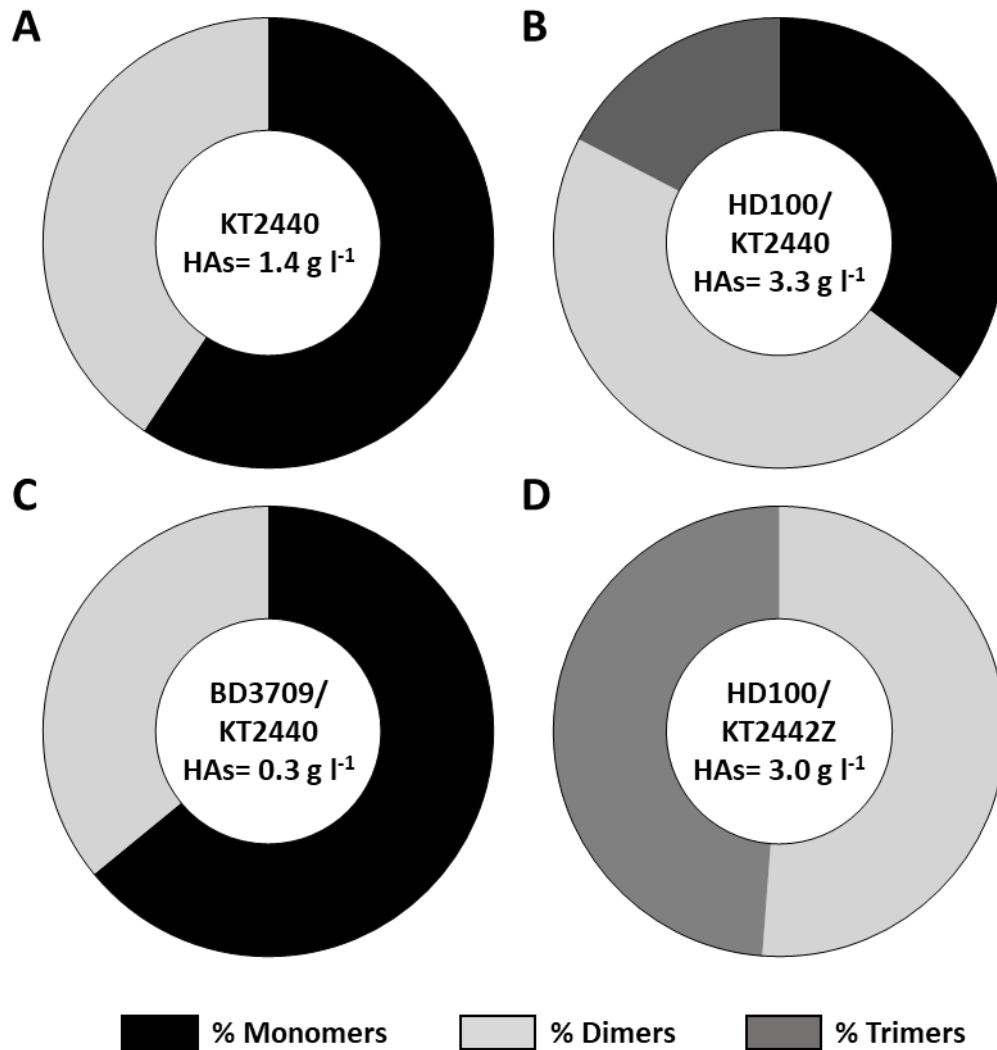 A
KT2440
HAs= 1.4 g l-1
B
HD100/
KT2440
HAs= 3.3 g l-1
C
BD3709/
KT2440
HAs= 0.3 g l-1
D
HD100/
KT2442Z
HAs= 3.0 g l-1
% Monomers % Dimers % Trimers